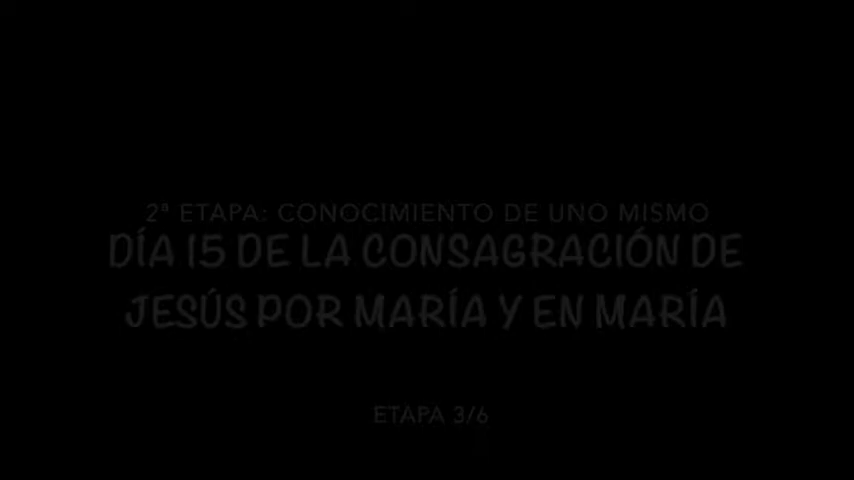 2ª ETAPA: CONOCIMIENTO DE UNO MISMO
DÍA 15 DE LA CONSAGRACIÓN DE
JESÚS POR MARÍA Y EN MARÍA
ETAPA 3/6